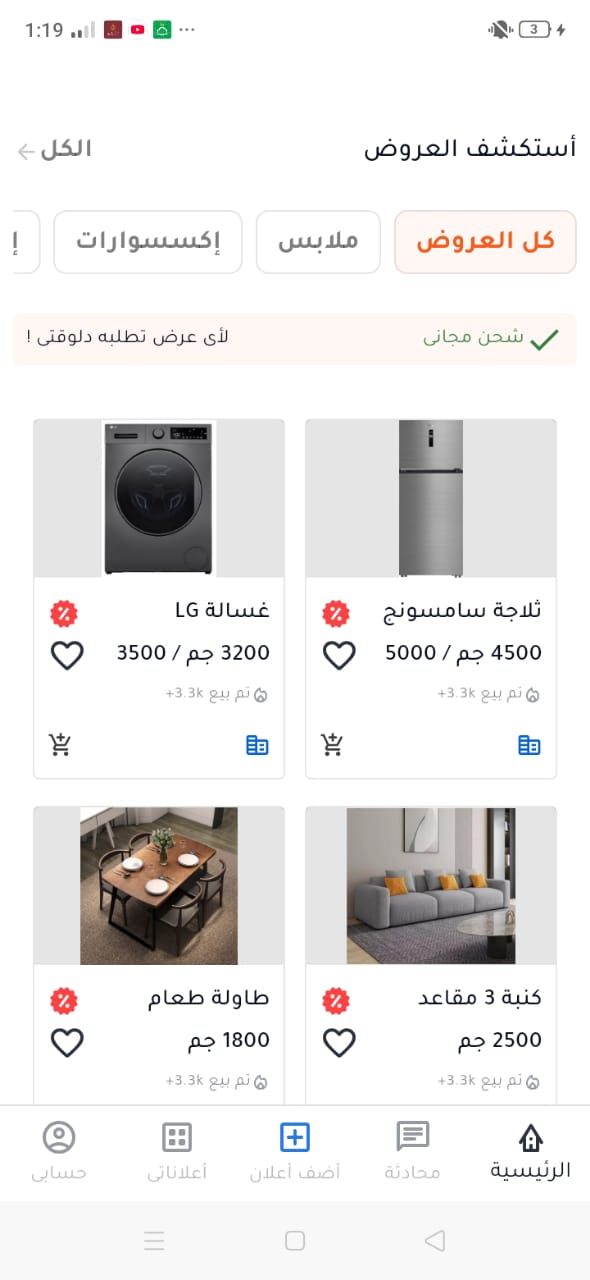 1:19
3
أستكشف العروض
الكل
كل العروض
ملابس
إكسسوارات
إ
شحن مجانى
لأى عرض تطلبه دلوقتى !
ثلاجة سامسونج
4500 جم / 5000
تم بيع 3.3k+
غسالة LG
3200 جم / 3500
تم بيع 3.3k+
كنبة 3 مقاعد
2500 جم
تم بيع 3.3k+
طاولة طعام
1800 جم
تم بيع 3.3k+
الرئيسية
محادثة
أضف أعلان
أعلاناتى
حسابى